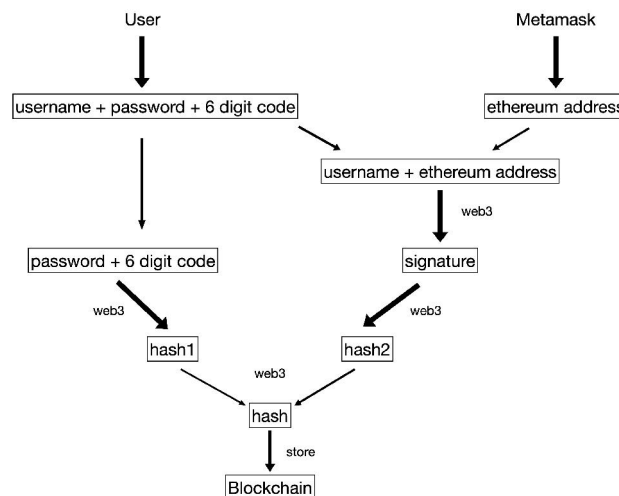 User
Metamask
username + password + 6 digit code
ethereum address
username + ethereum address
web3
password + 6 digit code
signature
web3
web3
hash1
hash2
web3
hash
store
Blockchain